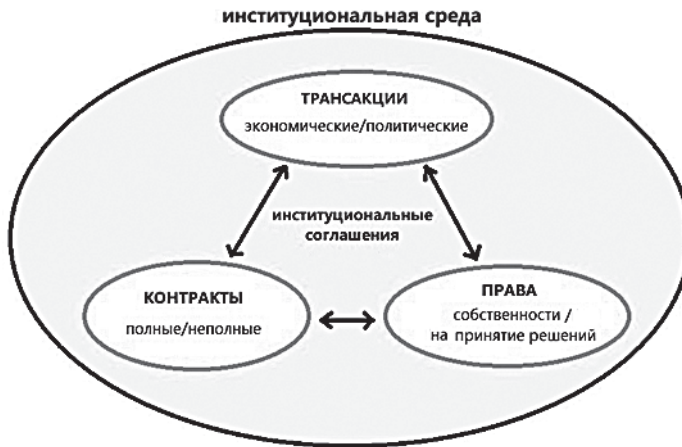 институциональная среда
ТРАНСАКЦИИ
экономические/политические
институциональные
соглашения
КОНТРАКТЫ
полные/неполные
ПРАВА
собственности /
на принятие решений